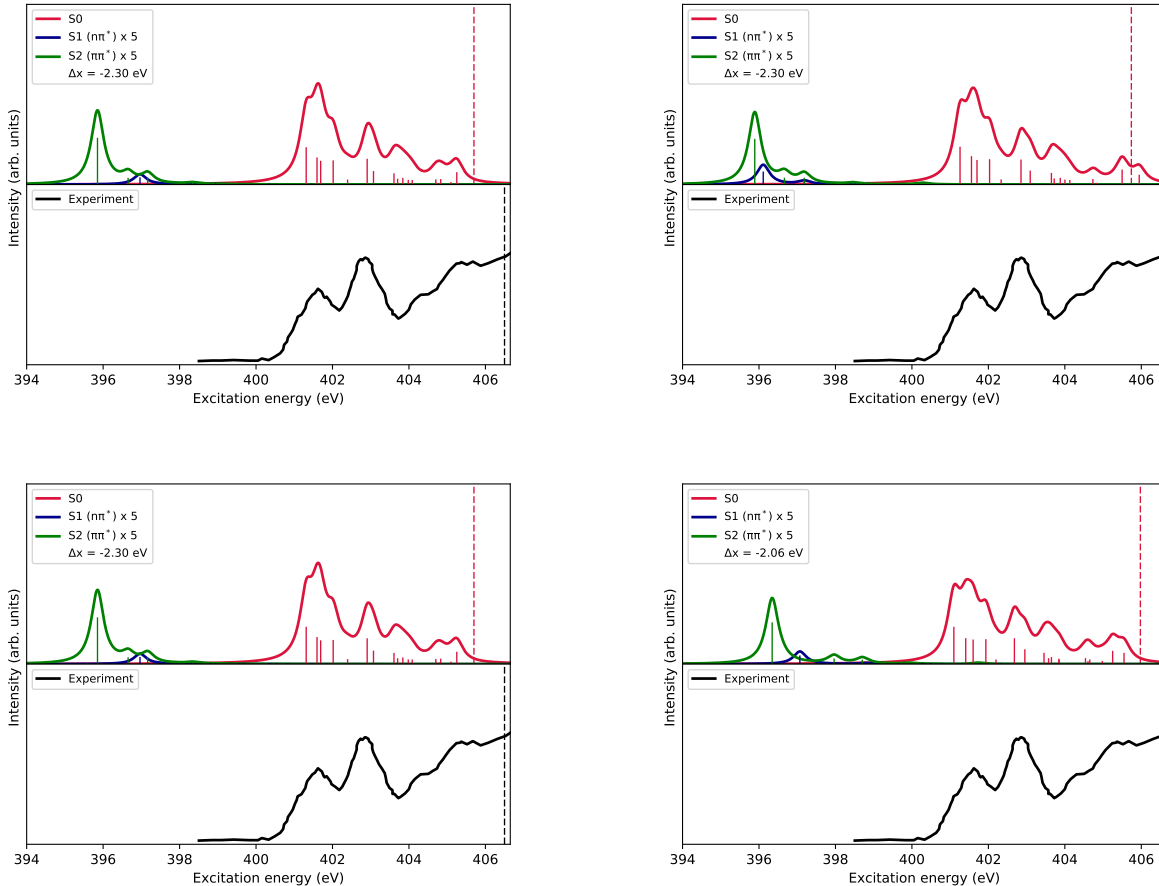 S0
S1 (nπ*) x 5
S2 (ππ*) x 5
Δx = -2.30 eV
Intensity (arb. units)
Experiment
394 396 398 400 402 404 406
Excitation energy (eV)
S0
S1 (nπ*) x 5
S2 (ππ*) x 5
Δx = -2.30 eV
Intensity (arb. units)
Experiment
394 396 398 400 402 404 406
Excitation energy (eV)
S0
S1 (nπ*) x 5
S2 (ππ*) x 5
Δx = -2.30 eV
Intensity (arb. units)
Experiment
394 396 398 400 402 404 406
Excitation energy (eV)
S0
S1 (nπ*) x 5
S2 (ππ*) x 5
Δx = -2.06 eV
Intensity (arb. units)
Experiment
394 396 398 400 402 404 406
Excitation energy (eV)